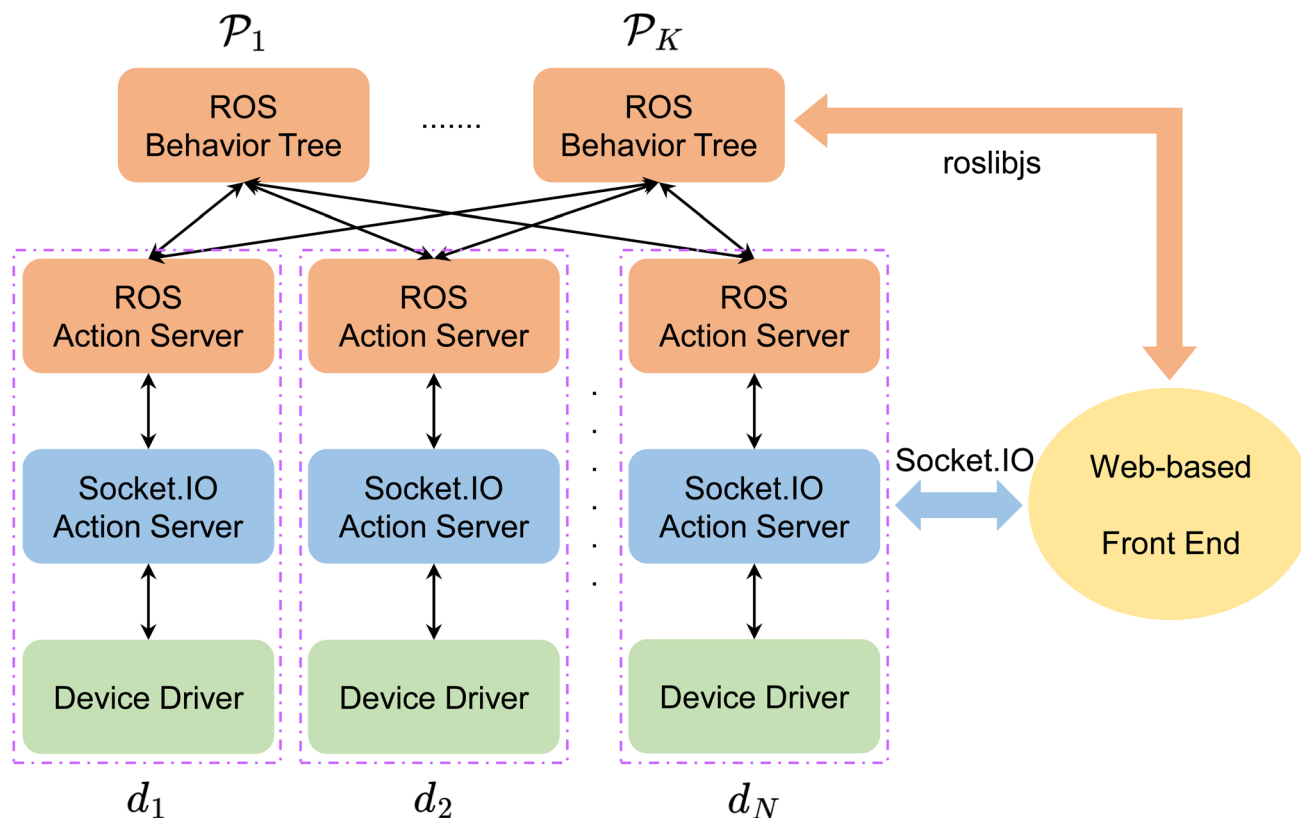 𝒫₁
𝒫_K
ROS
Behavior Tree
.......
ROS
Behavior Tree
roslibjs
ROS
Action Server
ROS
Action Server
ROS
Action Server
Socket.IO
Action Server
Socket.IO
Action Server
Socket.IO
Action Server
Socket.IO
Web-based
Front End
Device Driver
Device Driver
Device Driver
d₁
d₂
d_N